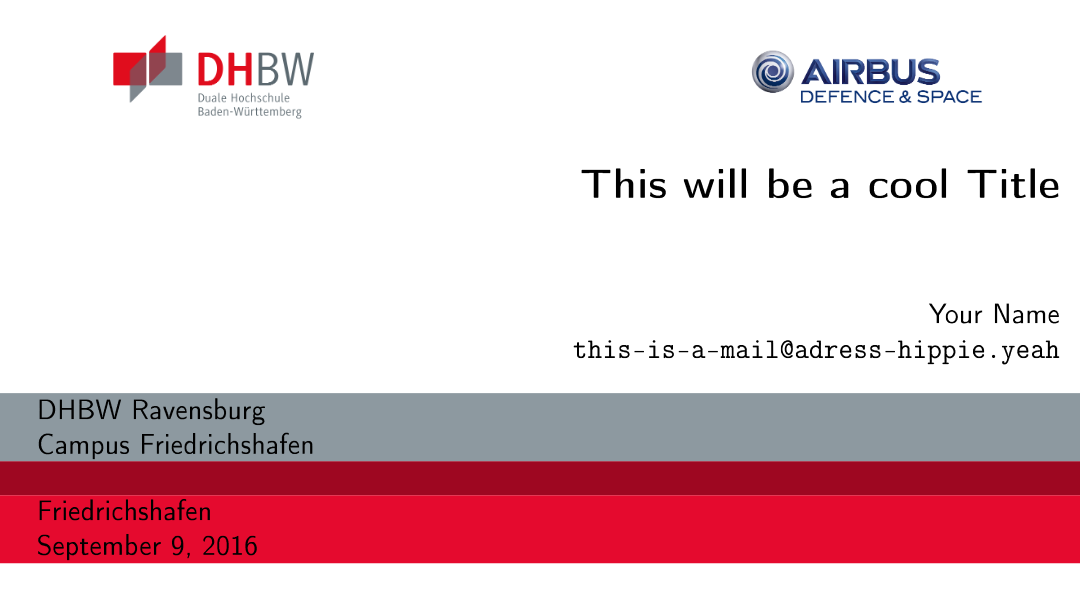 DHBW
Duale Hochschule
Baden-Württemberg
AIRBUS
DEFENCE & SPACE
This will be a cool Title
Your Name
this-is-a-mail@adress-hippie.yeah
DHBW Ravensburg
Campus Friedrichshafen
Friedrichshafen
September 9, 2016